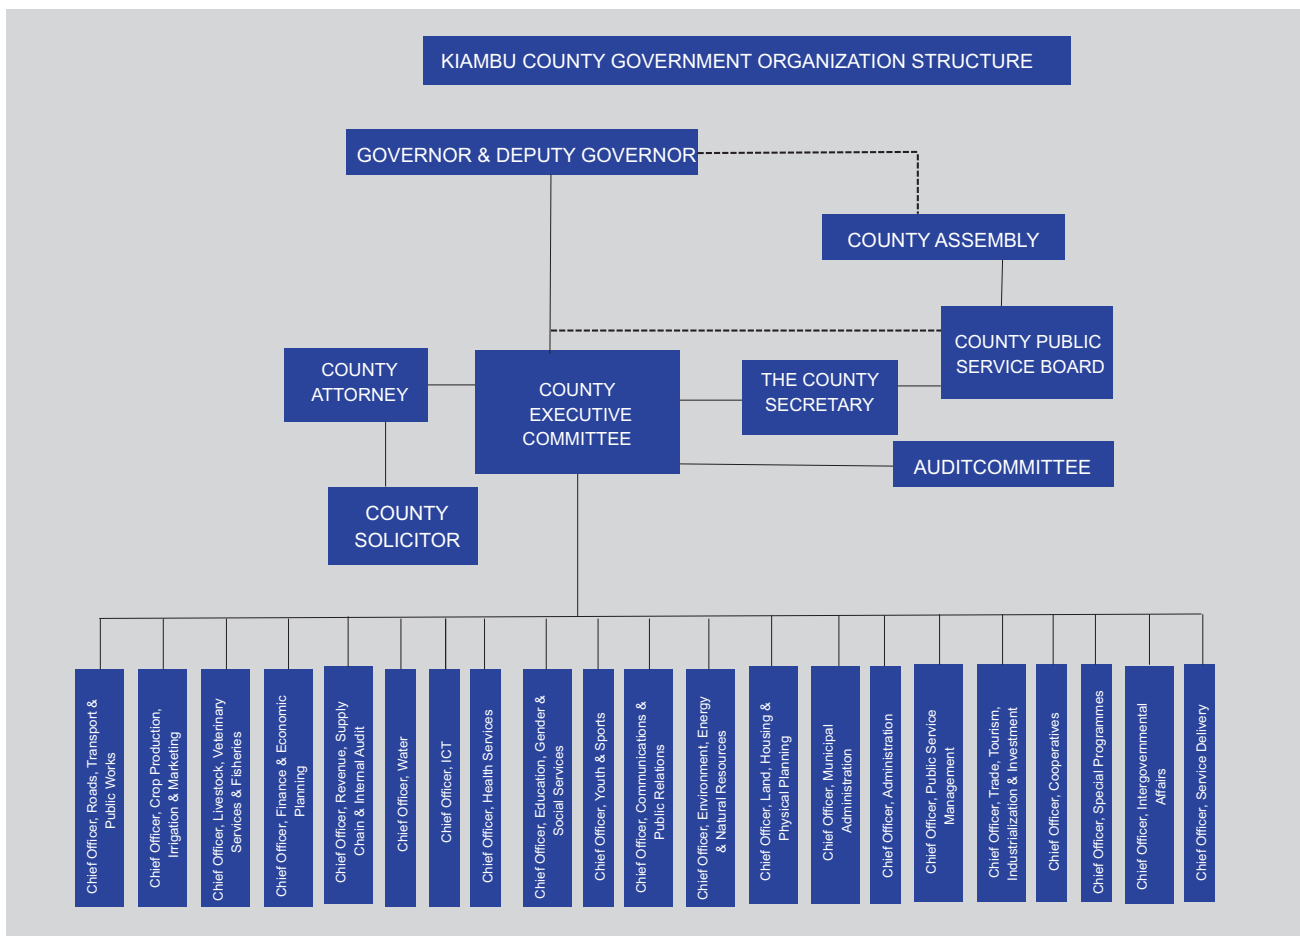 KIAMBU COUNTY GOVERNMENT ORGANIZATION STRUCTURE
GOVERNOR & DEPUTY GOVERNOR
COUNTY ASSEMBLY
COUNTY PUBLIC
SERVICE BOARD
COUNTY
ATTORNEY
COUNTY
EXECUTIVE
COMMITTEE
THE COUNTY
SECRETARY
AUDITCOMMITTEE
COUNTY
SOLICITOR
Chief Officer, Roads, Transport &
Public Works
Chief Officer, Crop Production,
Irrigation & Marketing
Chief Officer, Livestock, Veterinary
Services & Fisheries
Chief Officer, Finance & Economic
Planning
Chief Officer, Revenue, Supply
Chain & Internal Audit
Chief Officer, Water
Chief Officer, ICT
Chief Officer, Health Services
Chief Officer, Education, Gender &
Social Services
Chief Officer, Youth & Sports
Chief Officer, Communications &
Public Relations
Chief Officer, Environment, Energy
& Natural Resources
Chief Officer, Land, Housing &
Physical Planning
Chief Officer, Municipal
Administration
Chief Officer, Administration
Chief Officer, Public Service
Management
Chief Officer, Trade, Tourism,
Industrialization & Investment
Chief Officer, Cooperatives
Chief Officer, Special Programmes
Chief Officer, Intergovernmental
Affairs
Chief Officer, Service Delivery